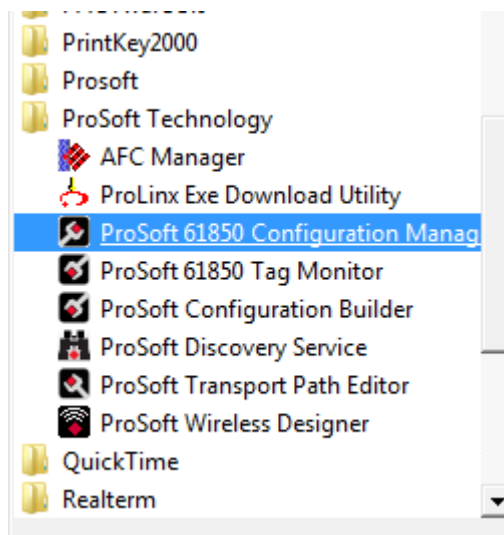 PrintKey2000
Prosoft
ProSoft Technology
AFC Manager
ProLinx Exe Download Utility
ProSoft 61850 Configuration Manag
ProSoft 61850 Tag Monitor
ProSoft Configuration Builder
ProSoft Discovery Service
ProSoft Transport Path Editor
ProSoft Wireless Designer
QuickTime
Realterm